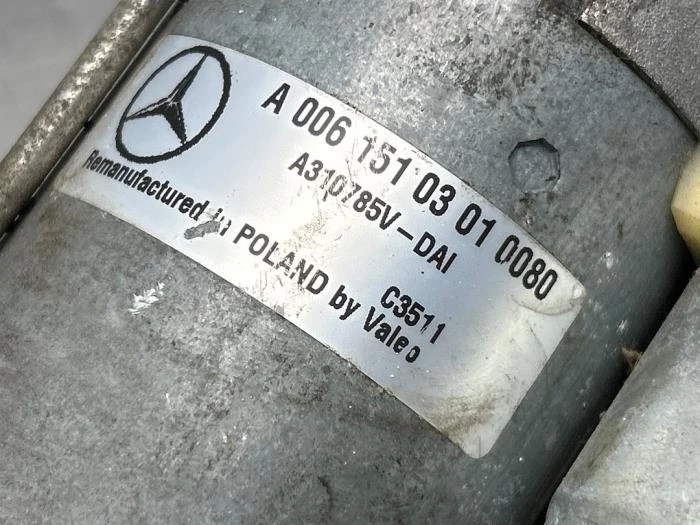 A 006 151 03 01 0080
A310785V-DAI
C3511
Remanufactured in POLAND by Valeo